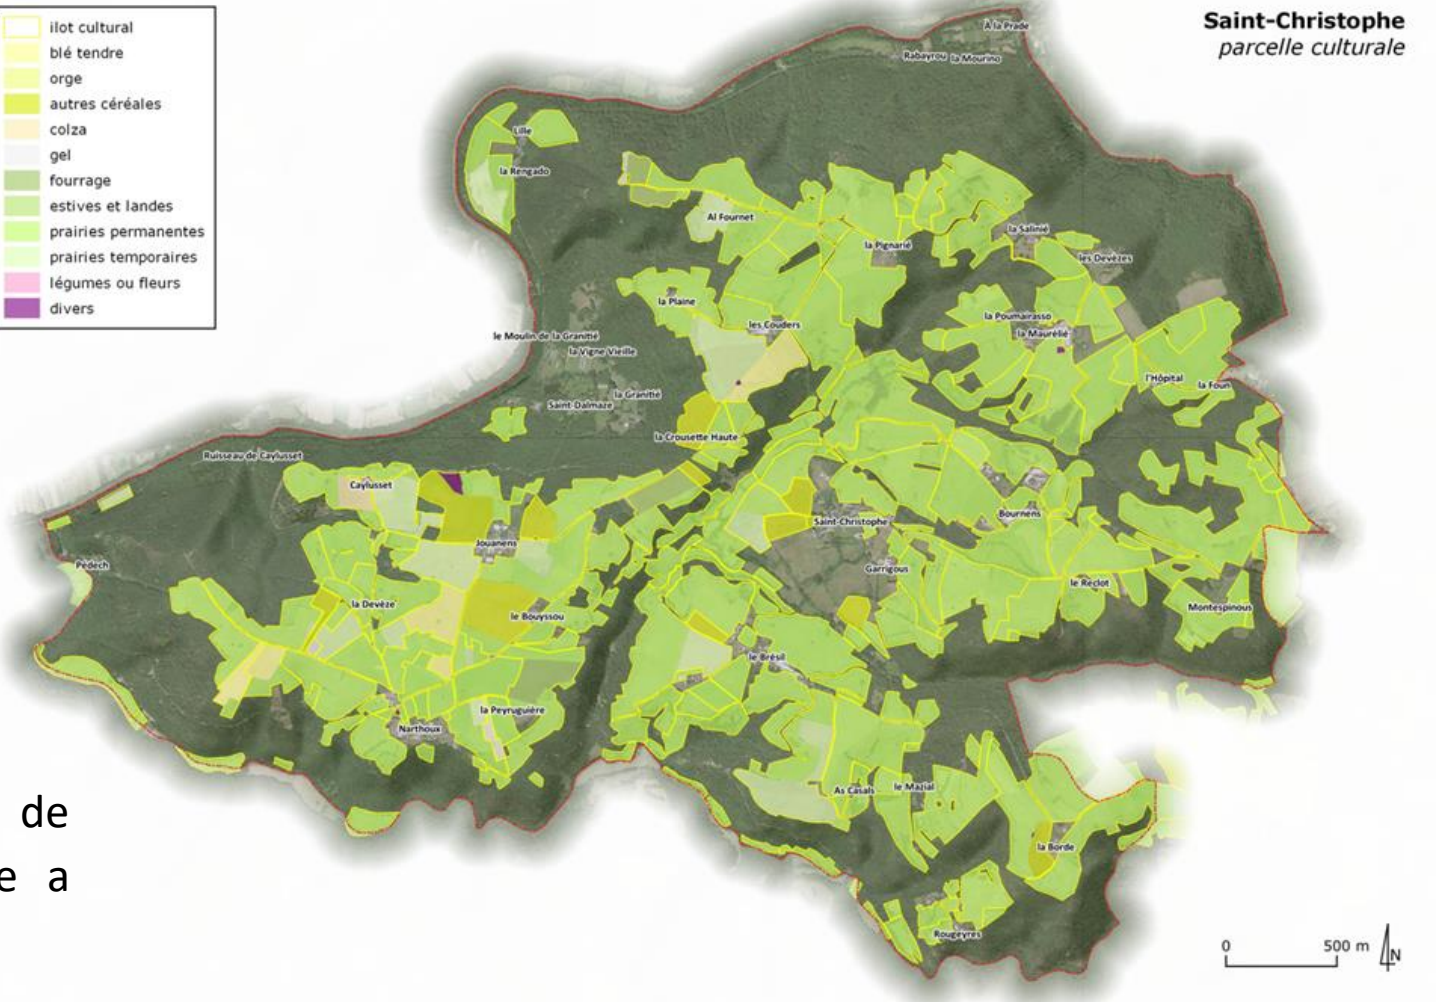 ilot cultural
blé tendre
orge
autres céréales
colza
gel
fourrage
estives et landes
prairies permanentes
prairies temporaires
légumes ou fleurs
divers
Saint-Christophe
parcelle culturale
À la Prade
Rabayrou la Mourino
Lille
la Rengado
Al Fournet
la Salinié
la Pignarié
les Devèzes
la Plaine
la Poumairasso
les Couders
la Maurélié
le Moulin de la Granitié
la Vigne Vieille
l'Hôpital
la Foun
la Granitié
Saint-Dalmaze
la Crousette Haute
Ruisseau de Caylusset
Caylusset
Bournens
Saint-Christophe
Jouanens
Pédech
Garrigous
le Reclot
la Devèze
Montespinous
le Bouyssou
le Brésil
la Peyruguière
Narthoux
As Casals
le Mazial
de
la Borde
e a
Rougeyres
0 500 m N